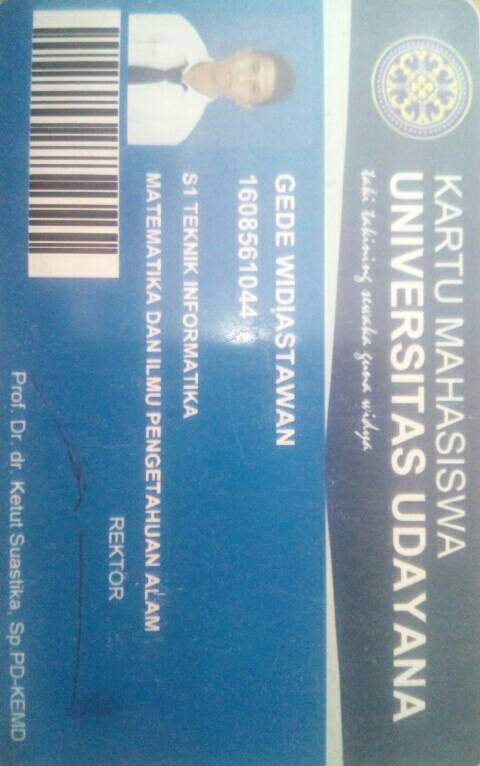 KARTU MAHASISWA
UNIVERSITAS UDAYANA
taki takining sewaka guna widya
GEDE WIDIASTAWAN
1608561044
S1 TEKNIK INFORMATIKA
MATEMATIKA DAN ILMU PENGETAHUAN ALAM
REKTOR
Prof. Dr. dr. Ketut Suastika, Sp.PD-KEMD